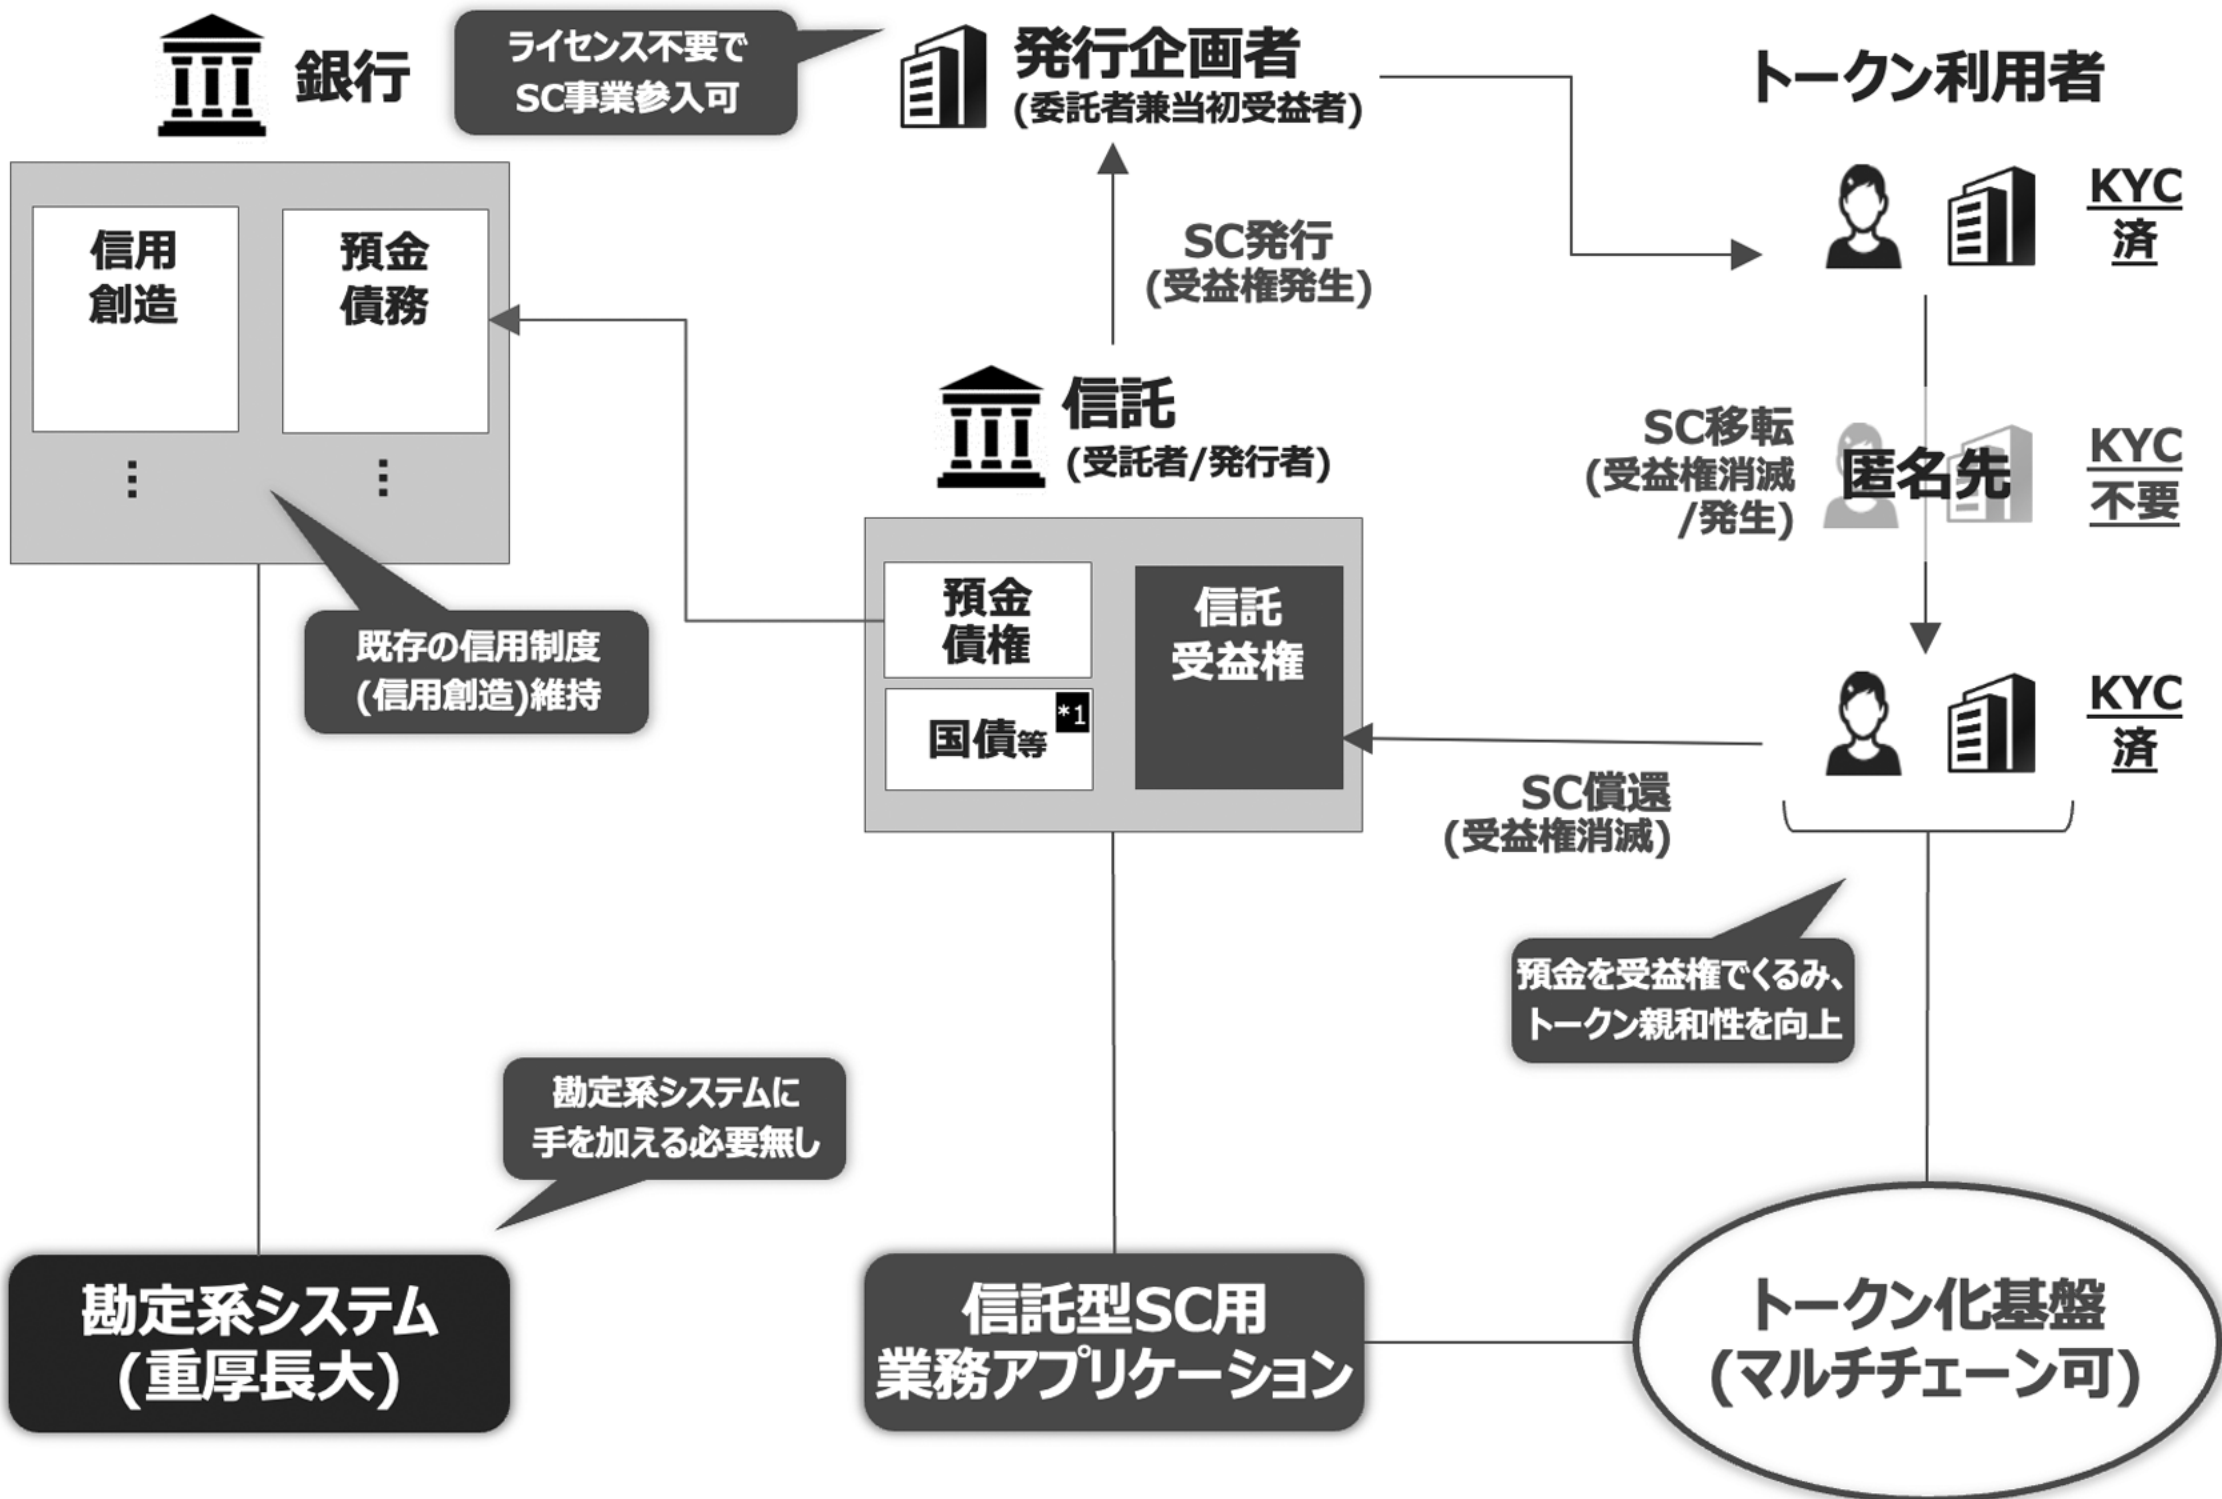 銀行
ライセンス不要で
SC事業参入可
発行企画者
(委託者兼当初受益者)
トークン利用者
信用
創造
預金
債務
⋮
⋮
SC発行
(受益権発生)
KYC
済
信託
(受託者/発行者)
SC移転
(受益権消滅
/発生)
匿名先
KYC
不要
既存の信用制度
(信用創造)維持
預金
債権
国債等
*1
信託
受益権
KYC
済
SC償還
(受益権消滅)
預金を受益権でくるみ、
トークン親和性を向上
勘定系システムに
手を加える必要無し
勘定系システム
(重厚長大)
信託型SC用
業務アプリケーション
トークン化基盤
(マルチチェーン可)